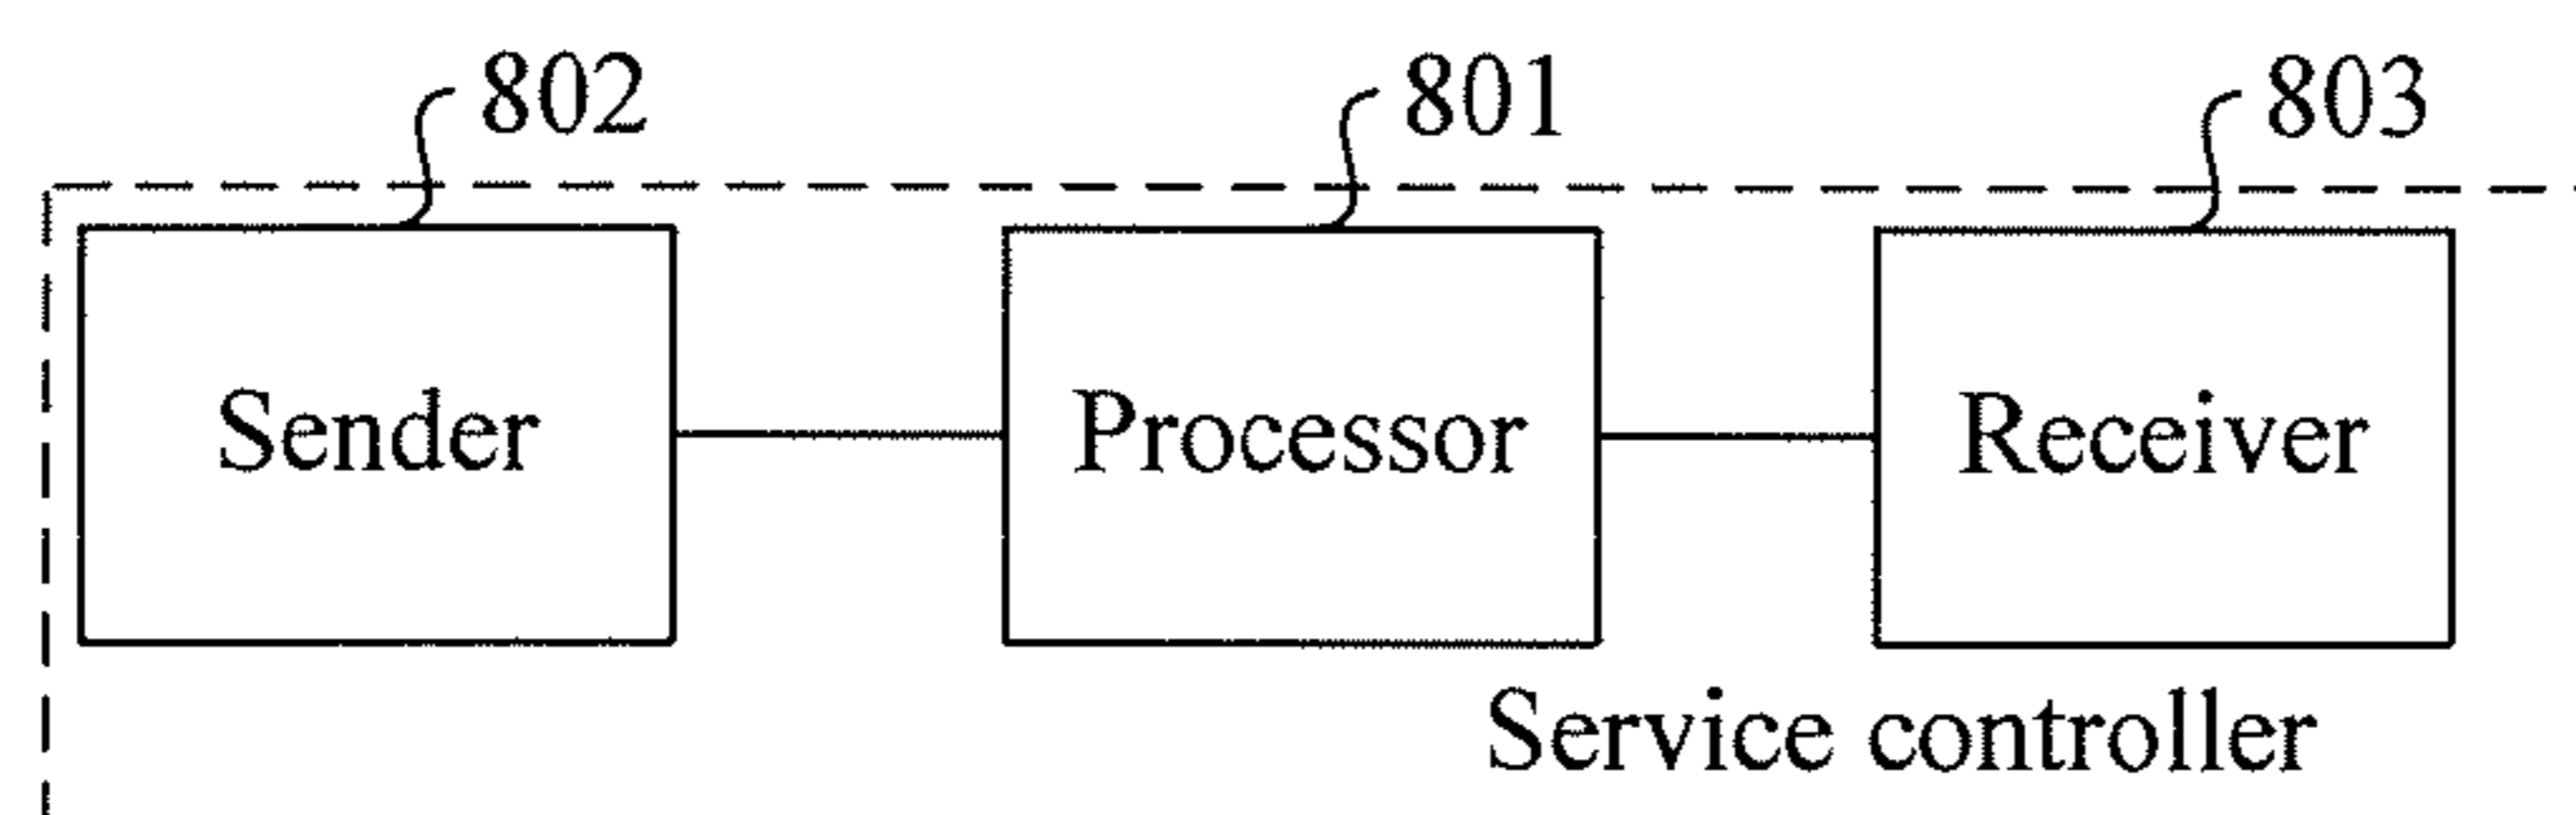 802 801 803
Sender Processor Receiver
Service controller